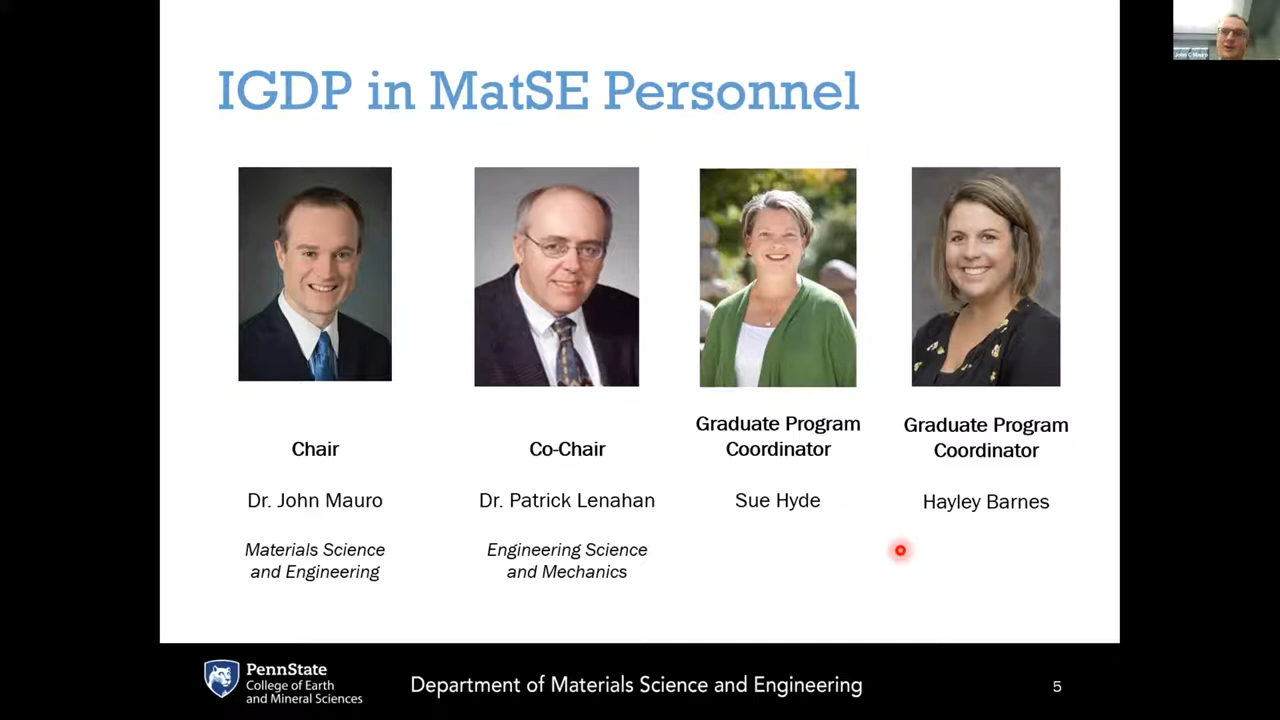 IGDP in MatSE Personnel
John C Mauro
Chair
Dr. John Mauro
Materials Science
and Engineering
Co-Chair
Dr. Patrick Lenahan
Engineering Science
and Mechanics
Graduate Program
Coordinator
Sue Hyde
Graduate Program
Coordinator
Hayley Barnes
PennState
College of Earth
and Mineral Sciences
Department of Materials Science and Engineering
5